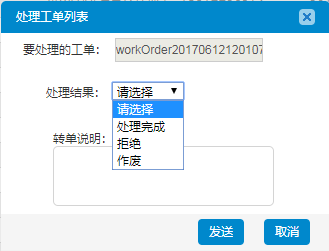 处理工单列表
要处理的工单: workOrder20170612120107
处理结果: 请选择
请选择
处理完成
转单说明: 拒绝
作废
发送 取消